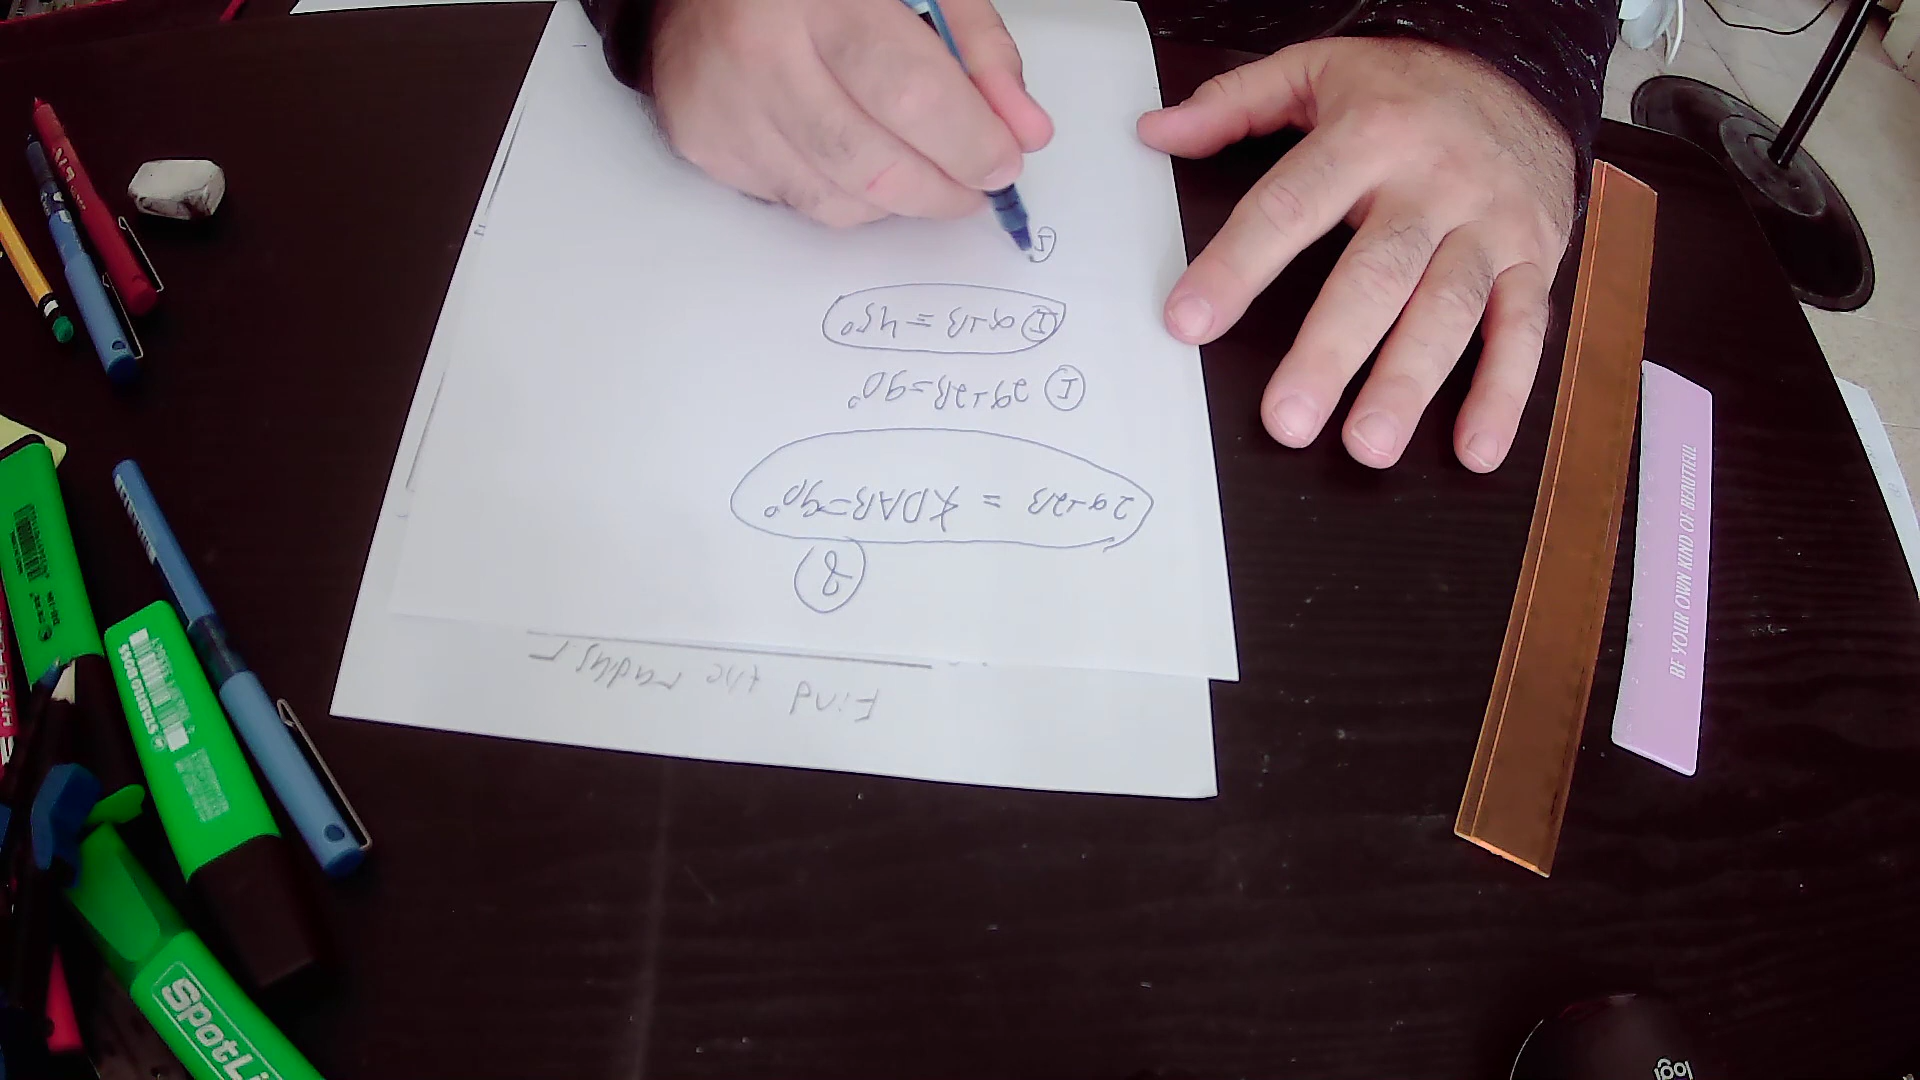 Find the radius r
2
2α+2β = ∡DAB=90°
I 2α+2β=90°
I α+β = 45°
I
BE YOUR OWN KIND OF BEAUTIFUL
STABILO BOSS
SpotLi
logi